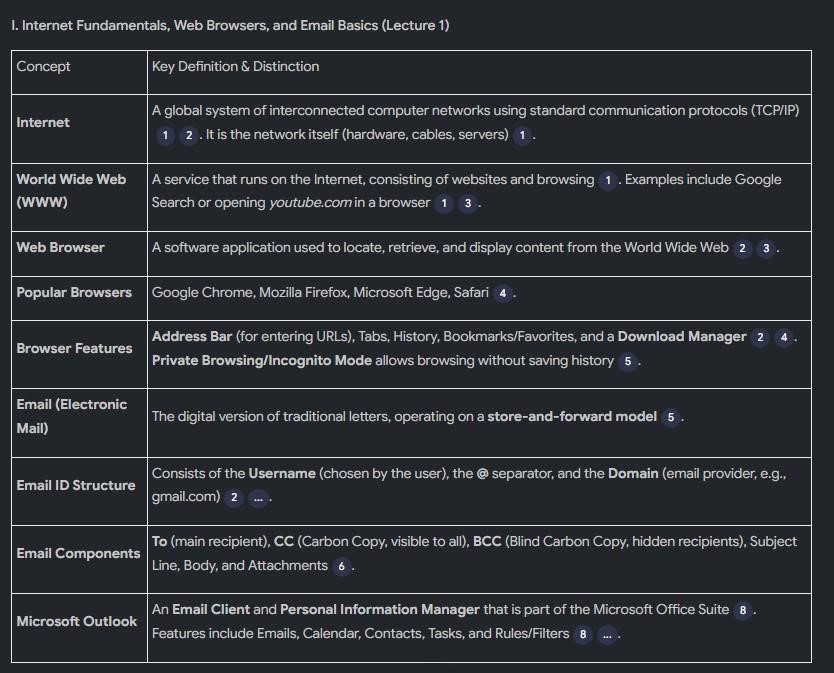 I. Internet Fundamentals, Web Browsers, and Email Basics (Lecture 1)
Concept
Key Definition & Distinction
Internet
A global system of interconnected computer networks using standard communication protocols (TCP/IP)
1 2 . It is the network itself (hardware, cables, servers) 1 .
World Wide Web
(WWW)
A service that runs on the Internet, consisting of websites and browsing 1 . Examples include Google
Search or opening youtube.com in a browser 1 3 .
Web Browser
A software application used to locate, retrieve, and display content from the World Wide Web 2 3 .
Popular Browsers
Google Chrome, Mozilla Firefox, Microsoft Edge, Safari 4 .
Browser Features
Address Bar (for entering URLs), Tabs, History, Bookmarks/Favorites, and a Download Manager 2 4 .
Private Browsing/Incognito Mode allows browsing without saving history 5 .
Email (Electronic
Mail)
The digital version of traditional letters, operating on a store-and-forward model 5 .
Email ID Structure
Consists of the Username (chosen by the user), the @ separator, and the Domain (email provider, e.g.,
gmail.com) 2 ... .
Email Components
To (main recipient), CC (Carbon Copy, visible to all), BCC (Blind Carbon Copy, hidden recipients), Subject
Line, Body, and Attachments 6 .
Microsoft Outlook
An Email Client and Personal Information Manager that is part of the Microsoft Office Suite 8 .
Features include Emails, Calendar, Contacts, Tasks, and Rules/Filters 8 ... .